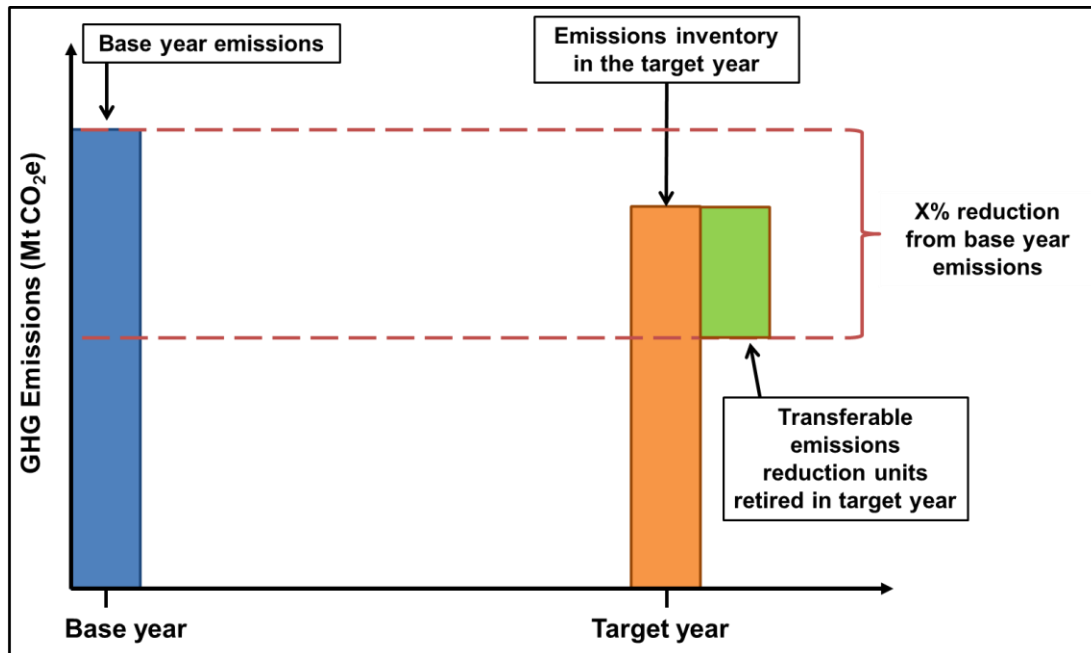 Base year emissions
Emissions inventory
in the target year
GHG Emissions (Mt CO₂e)
X% reduction
from base year
emissions
Transferable
emissions
reduction units
retired in target year
Base year
Target year